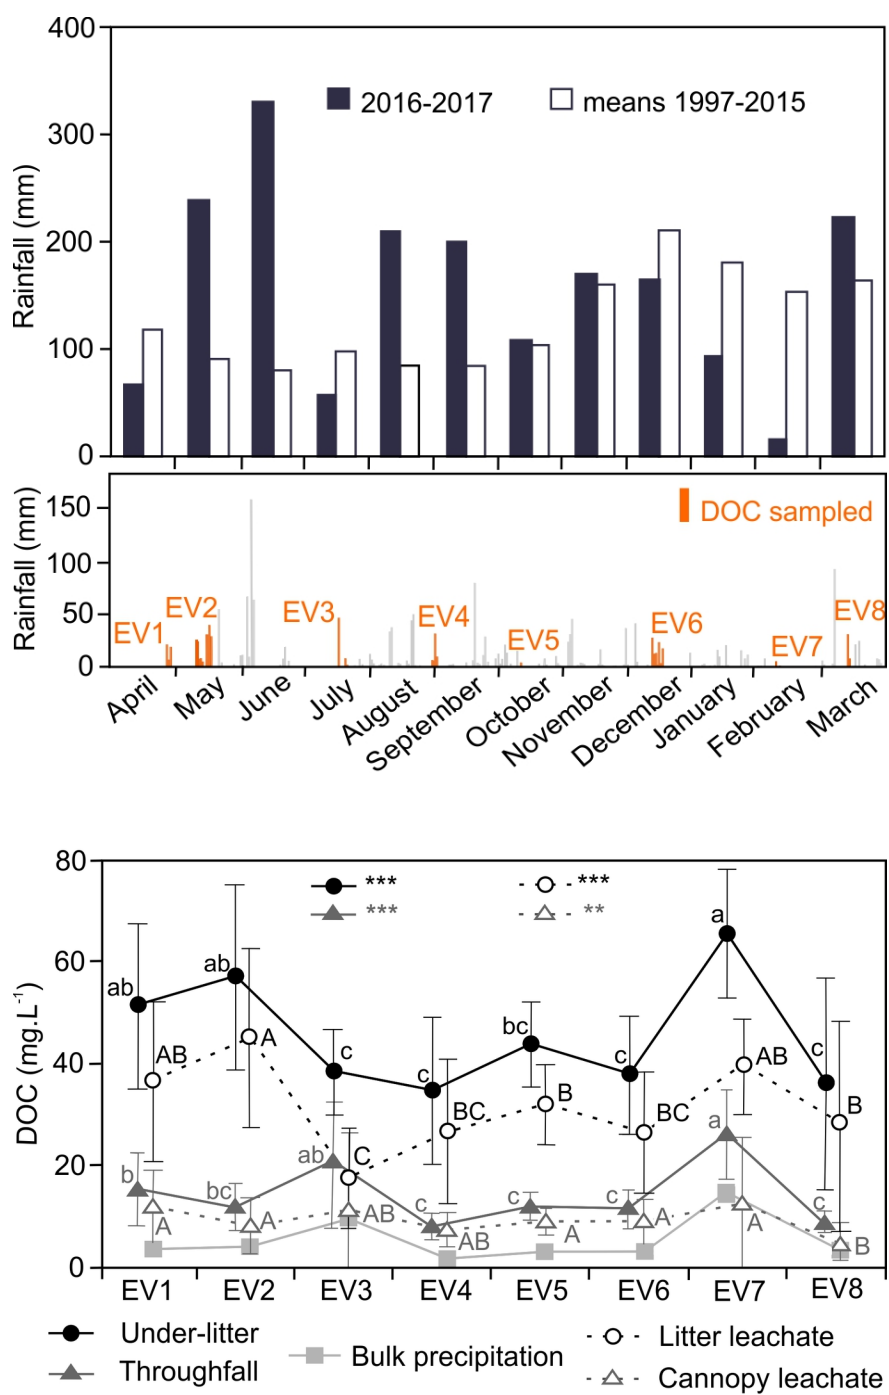 400
300
200
100
0
Rainfall (mm)
2016-2017
means 1997-2015
150
100
50
0
Rainfall (mm)
DOC sampled
EV1
EV2
EV3
EV4
EV5
EV6
EV7
EV8
April
May
June
July
August
September
October
November
December
January
February
March
80
60
40
20
0
DOC (mg.L-1)
*** ***
*** **
ab ab c c bc c a c
AB A C BC B BC AB B
b bc ab c c c a c
A A AB AB A A A B
EV1 EV2 EV3 EV4 EV5 EV6 EV7 EV8
Under-litter
Throughfall
Bulk precipitation
Litter leachate
Cannopy leachate